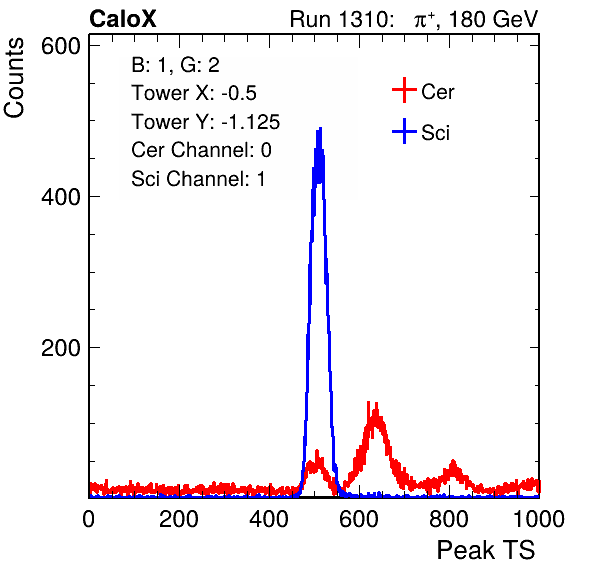 CaloX Run 1310: π⁺, 180 GeV
Counts
600
400
200
B: 1, G: 2
Tower X: -0.5
Tower Y: -1.125
Cer Channel: 0
Sci Channel: 1
Cer
Sci
0 200 400 600 800 1000
Peak TS